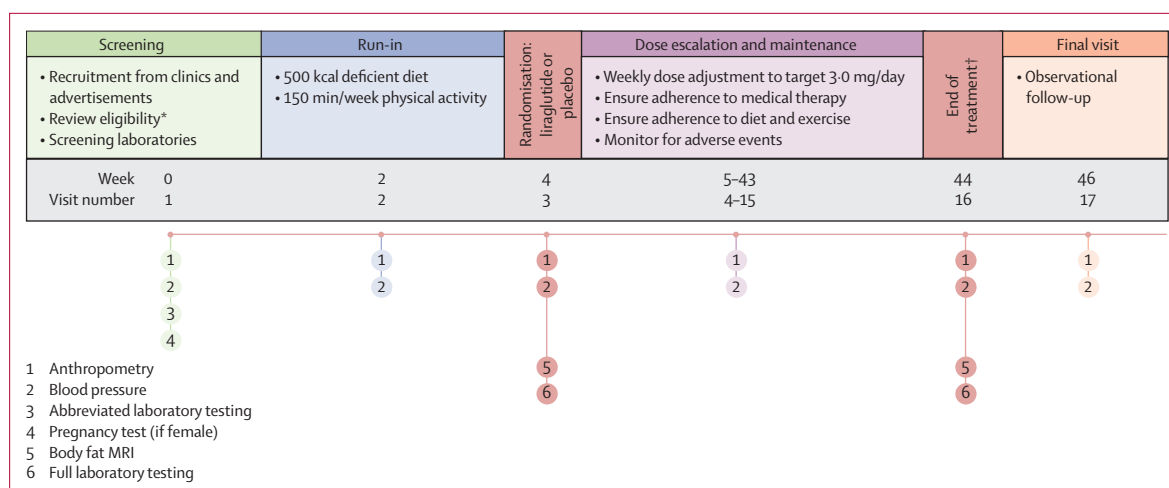 Screening
• Recruitment from clinics and
advertisements
• Review eligibility*
• Screening laboratories
Run-in
• 500 kcal deficient diet
• 150 min/week physical activity
Randomisation:
liraglutide or
placebo
Dose escalation and maintenance
• Weekly dose adjustment to target 3·0 mg/day
• Ensure adherence to medical therapy
• Ensure adherence to diet and exercise
• Monitor for adverse events
End of
treatment†
Final visit
• Observational
follow-up
Week 0 2 4 5–43 44 46
Visit number 1 2 3 4–15 16 17
1 1 1 1 1 1
2 2 2 2 2 2
3
4
5 5
6 6
1 Anthropometry
2 Blood pressure
3 Abbreviated laboratory testing
4 Pregnancy test (if female)
5 Body fat MRI
6 Full laboratory testing